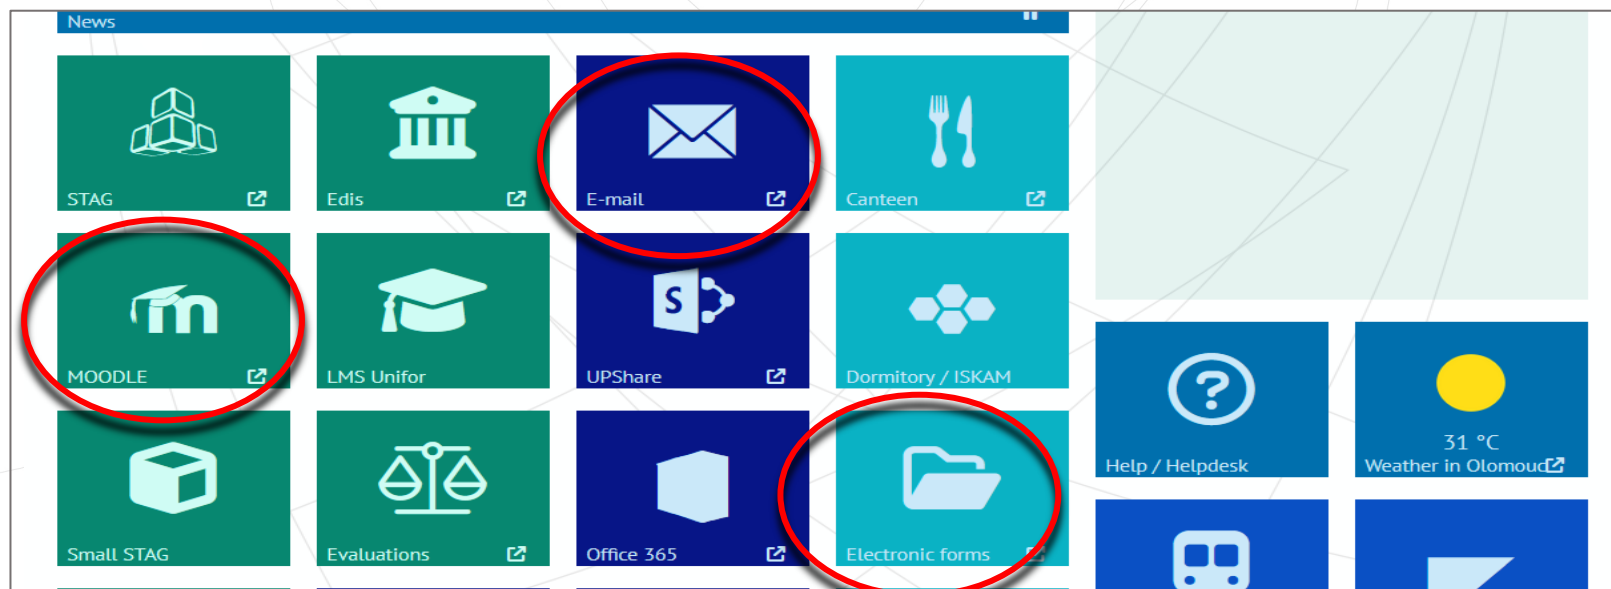 News
STAG
Edis
E-mail
Canteen
m
MOODLE
LMS Unifor
S
UPShare
Dormitory / ISKAM
?
31 °C
Help / Helpdesk
Weather in Olomouc
Small STAG
Evaluations
Office 365
Electronic forms